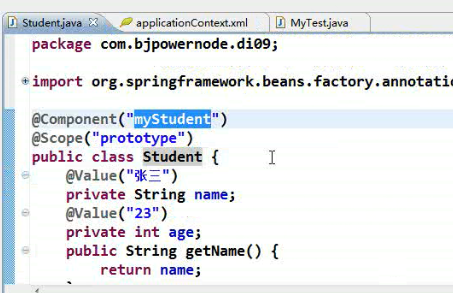 Student.java applicationContext.xml MyTest.java
package com.bjpowernode.di09;
import org.springframework.beans.factory.annotati
@Component("myStudent")
@Scope("prototype")
public class Student {
@Value("张三")
private String name;
@Value("23")
private int age;
public String getName() {
return name;
}